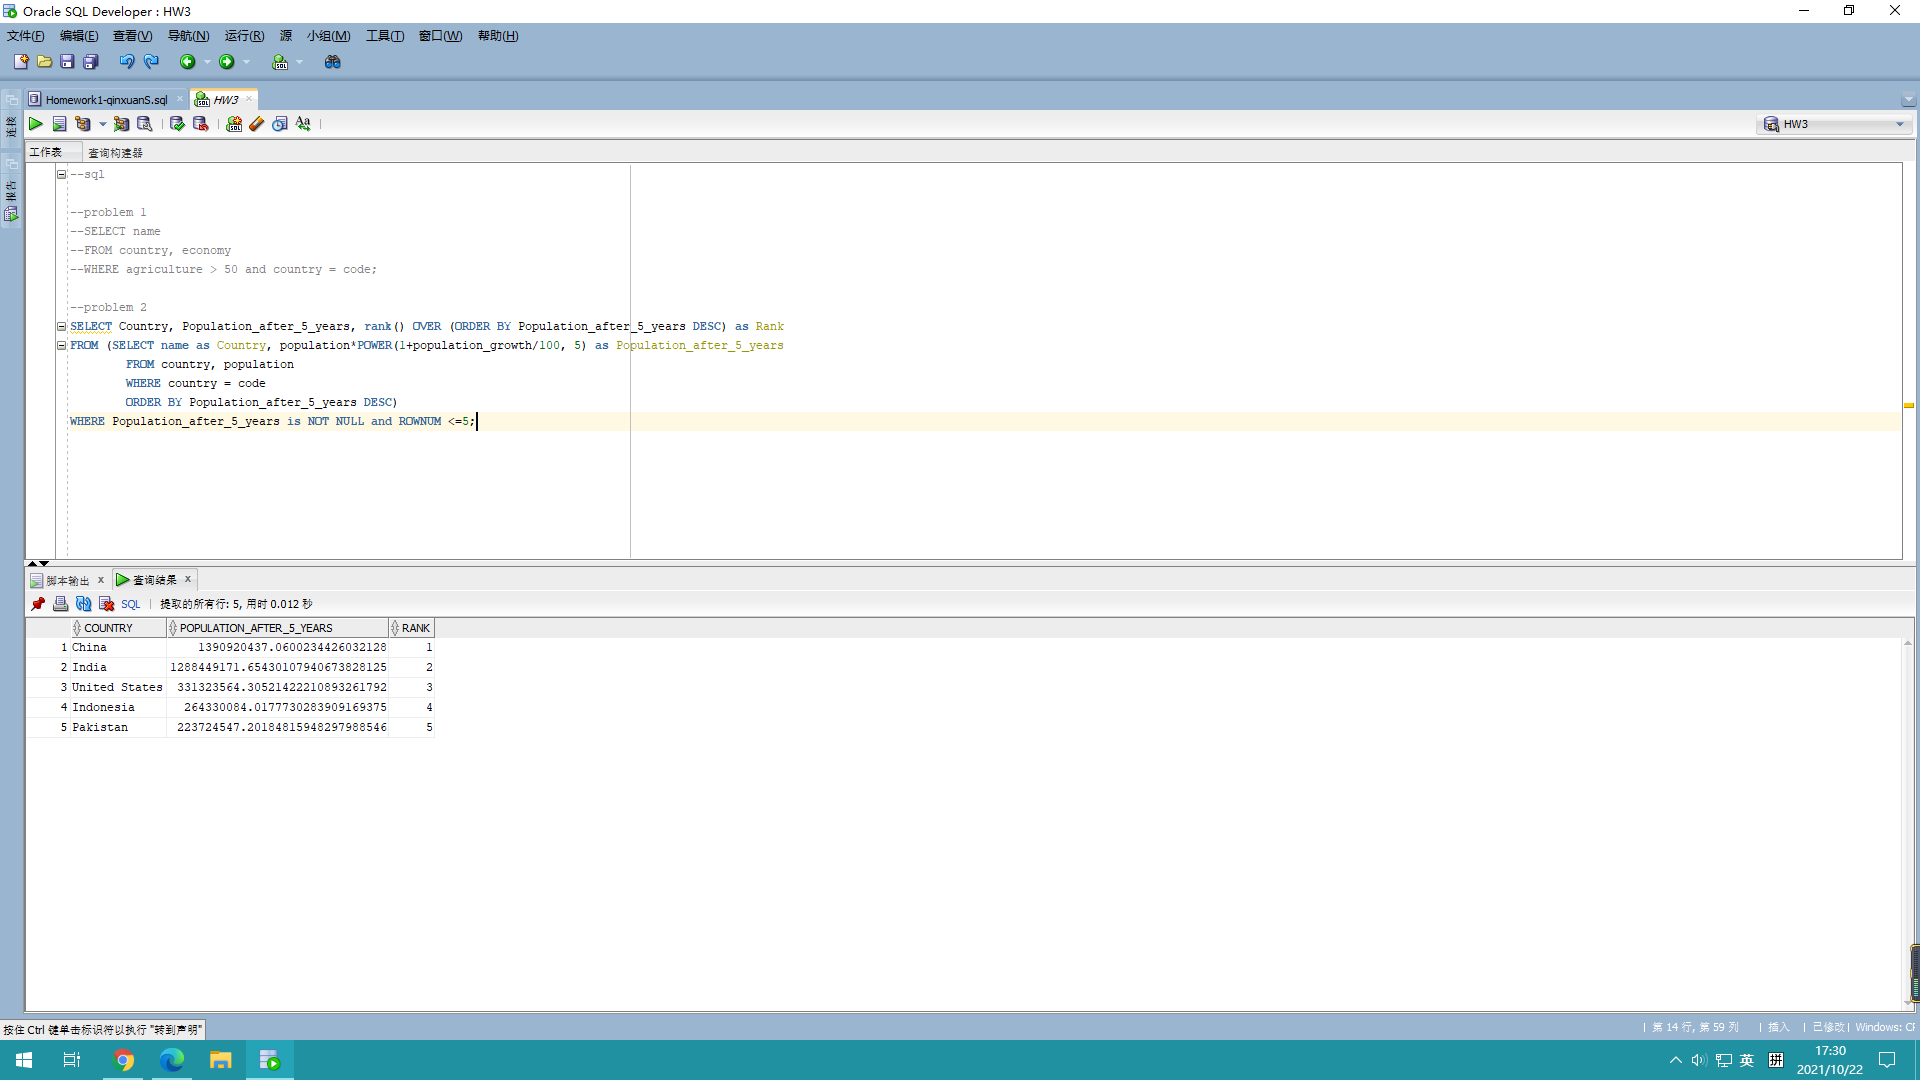 Oracle SQL Developer : HW3
文件(F) 编辑(E) 查看(V) 导航(N) 运行(R) 源 小组(M) 工具(T) 窗口(W) 帮助(H)
Homework1-qinxuanS.sql HW3
连接
报告
HW3
工作表 查询构建器
--sql
--problem 1
--SELECT name
--FROM country, economy
--WHERE agriculture > 50 and country = code;
--problem 2
SELECT Country, Population_after_5_years, rank() OVER (ORDER BY Population_after_5_years DESC) as Rank
FROM (SELECT name as Country, population*POWER(1+population_growth/100, 5) as Population_after_5_years
FROM country, population
WHERE country = code
ORDER BY Population_after_5_years DESC)
WHERE Population_after_5_years is NOT NULL and ROWNUM <=5;
脚本输出 x 查询结果 x
SQL | 提取的所有行: 5, 用时 0.012 秒
COUNTRY POPULATION_AFTER_5_YEARS RANK
1 China 1390920437.0600234426032128 1
2 India 1288449171.65430107940673828125 2
3 United States 331323564.30521422210893261792 3
4 Indonesia 264330084.0177730283909169375 4
5 Pakistan 223724547.20184815948297988546 5
按住 Ctrl 键单击标识符以执行 "转到声明"
| 第 14 行, 第 59 列 | 插入 | 已修改 | Windows: CF
英 拼 17:30
2021/10/22